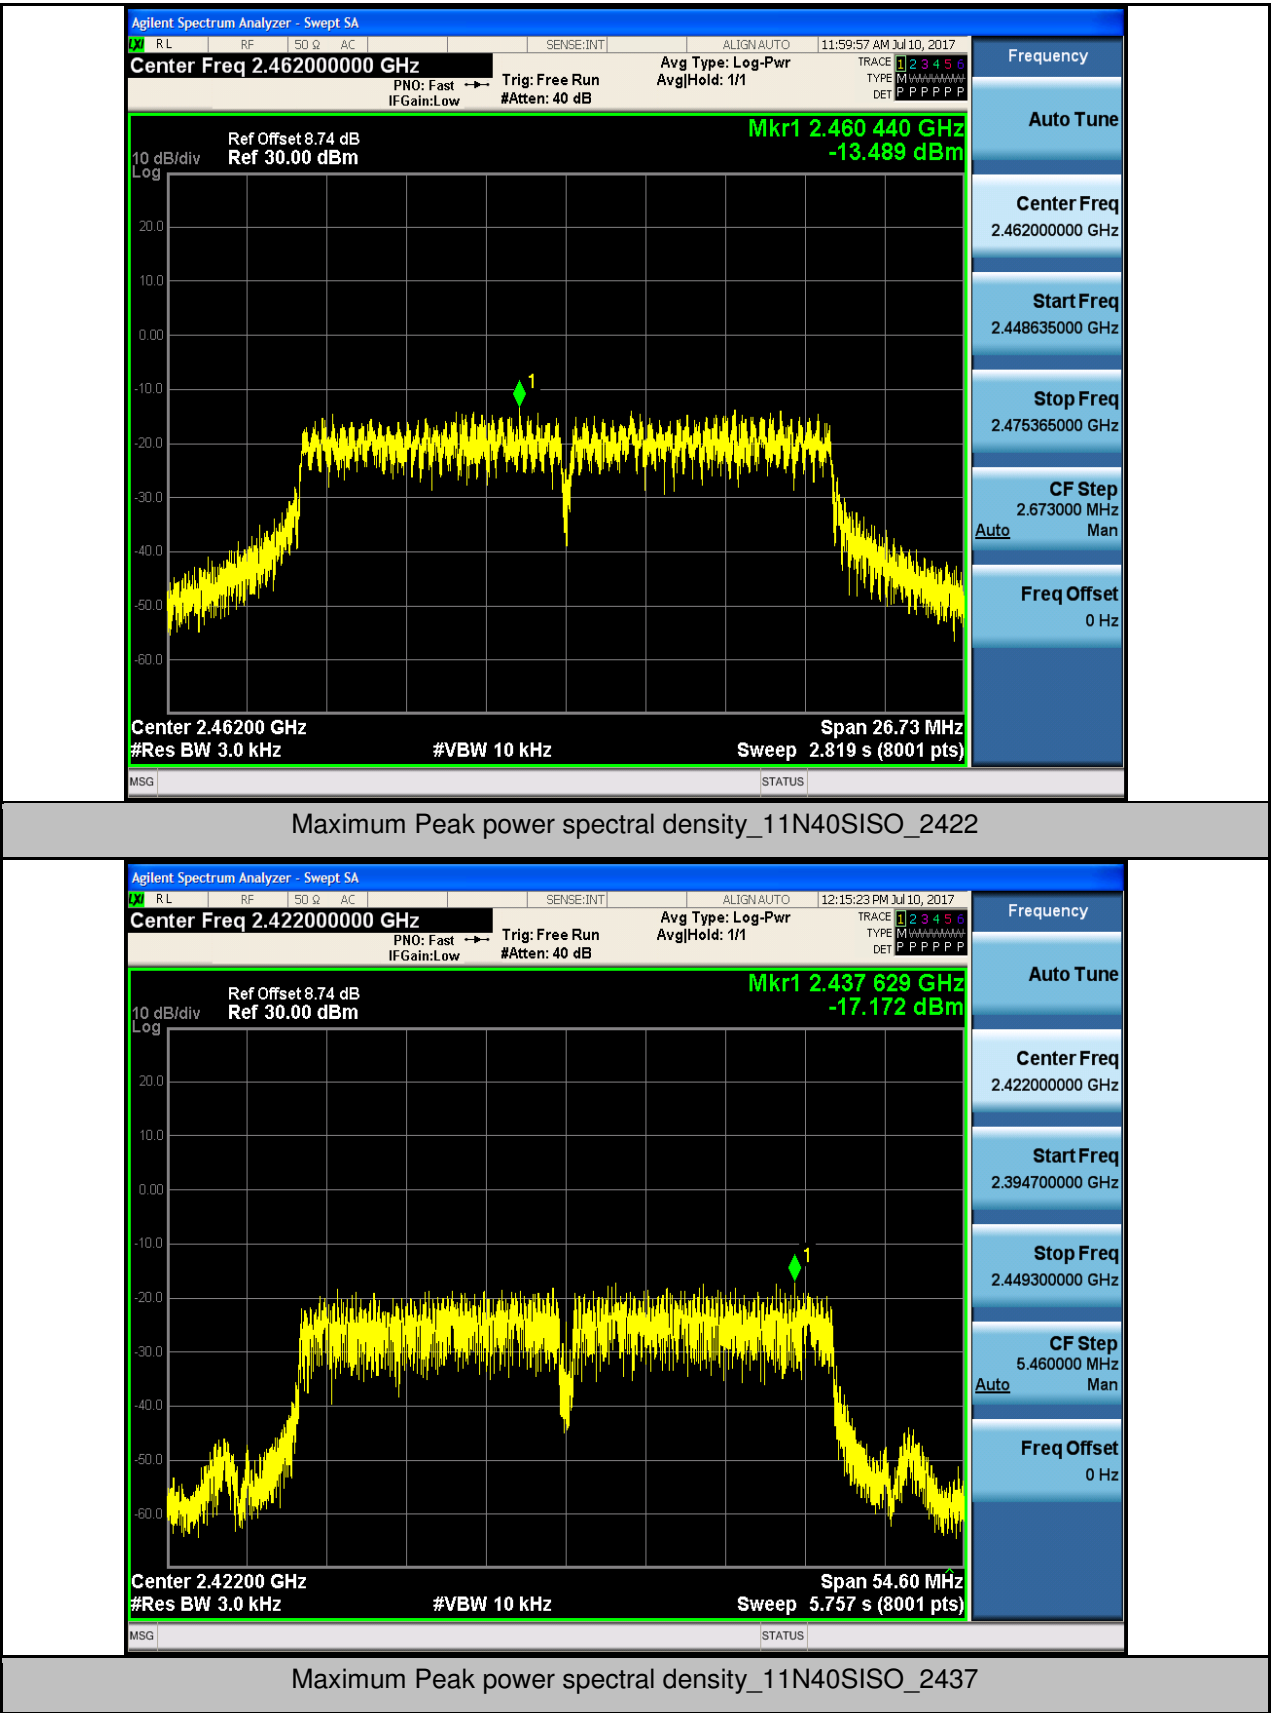 Agilent Spectrum Analyzer - Swept SA
LXI RL RF 50 Ω AC SENSE:INT ALIGN AUTO 11:59:57 AM Jul 10, 2017
Center Freq 2.462000000 GHz
PNO: Fast
IFGain:Low
Trig: Free Run
#Atten: 40 dB
Avg Type: Log-Pwr
Avg|Hold: 1/1
TRACE 1 2 3 4 5 6
TYPE M
DET P P P P P P
Mkr1 2.460 440 GHz
-13.489 dBm
Ref Offset 8.74 dB
10 dB/div Ref 30.00 dBm
Log
20.0
10.0
0.00
-10.0
1
-20.0
-30.0
-40.0
-50.0
-60.0
Center 2.46200 GHz Span 26.73 MHz
#Res BW 3.0 kHz #VBW 10 kHz Sweep 2.819 s (8001 pts)
MSG STATUS
Frequency
Auto Tune
Center Freq
2.462000000 GHz
Start Freq
2.448635000 GHz
Stop Freq
2.475365000 GHz
CF Step
2.673000 MHz
Auto Man
Freq Offset
0 Hz
Maximum Peak power spectral density_11N40SISO_2422
Agilent Spectrum Analyzer - Swept SA
LXI RL RF 50 Ω AC SENSE:INT ALIGN AUTO 12:15:23 PM Jul 10, 2017
Center Freq 2.422000000 GHz
PNO: Fast
IFGain:Low
Trig: Free Run
#Atten: 40 dB
Avg Type: Log-Pwr
Avg|Hold: 1/1
TRACE 1 2 3 4 5 6
TYPE M
DET P P P P P P
Mkr1 2.437 629 GHz
-17.172 dBm
Ref Offset 8.74 dB
10 dB/div Ref 30.00 dBm
Log
20.0
10.0
0.00
-10.0
1
-20.0
-30.0
-40.0
-50.0
-60.0
Center 2.42200 GHz Span 54.60 MHz
#Res BW 3.0 kHz #VBW 10 kHz Sweep 5.757 s (8001 pts)
MSG STATUS
Frequency
Auto Tune
Center Freq
2.422000000 GHz
Start Freq
2.394700000 GHz
Stop Freq
2.449300000 GHz
CF Step
5.460000 MHz
Auto Man
Freq Offset
0 Hz
Maximum Peak power spectral density_11N40SISO_2437